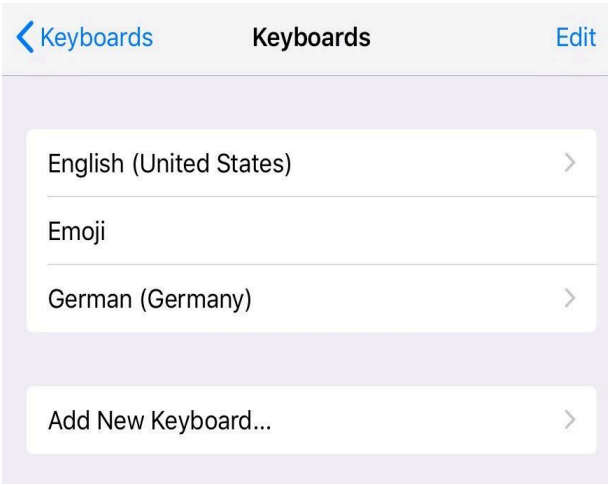 Keyboards Keyboards Edit
English (United States)
Emoji
German (Germany)
Add New Keyboard...